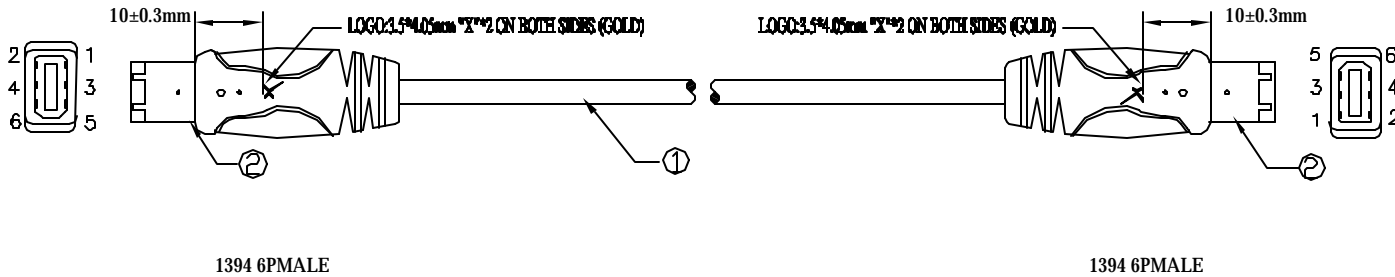 10±0.3mm
LOGO:3.5*4.05mm "X"*2 ON BOTH SIDES (GOLD)
LOGO:3.5*4.05mm "X"*2 ON BOTH SIDES (GOLD)
10±0.3mm
2 1
4 3
6 5
5 6
3 4
1 2
2
1
2
1394 6PMALE
1394 6PMALE